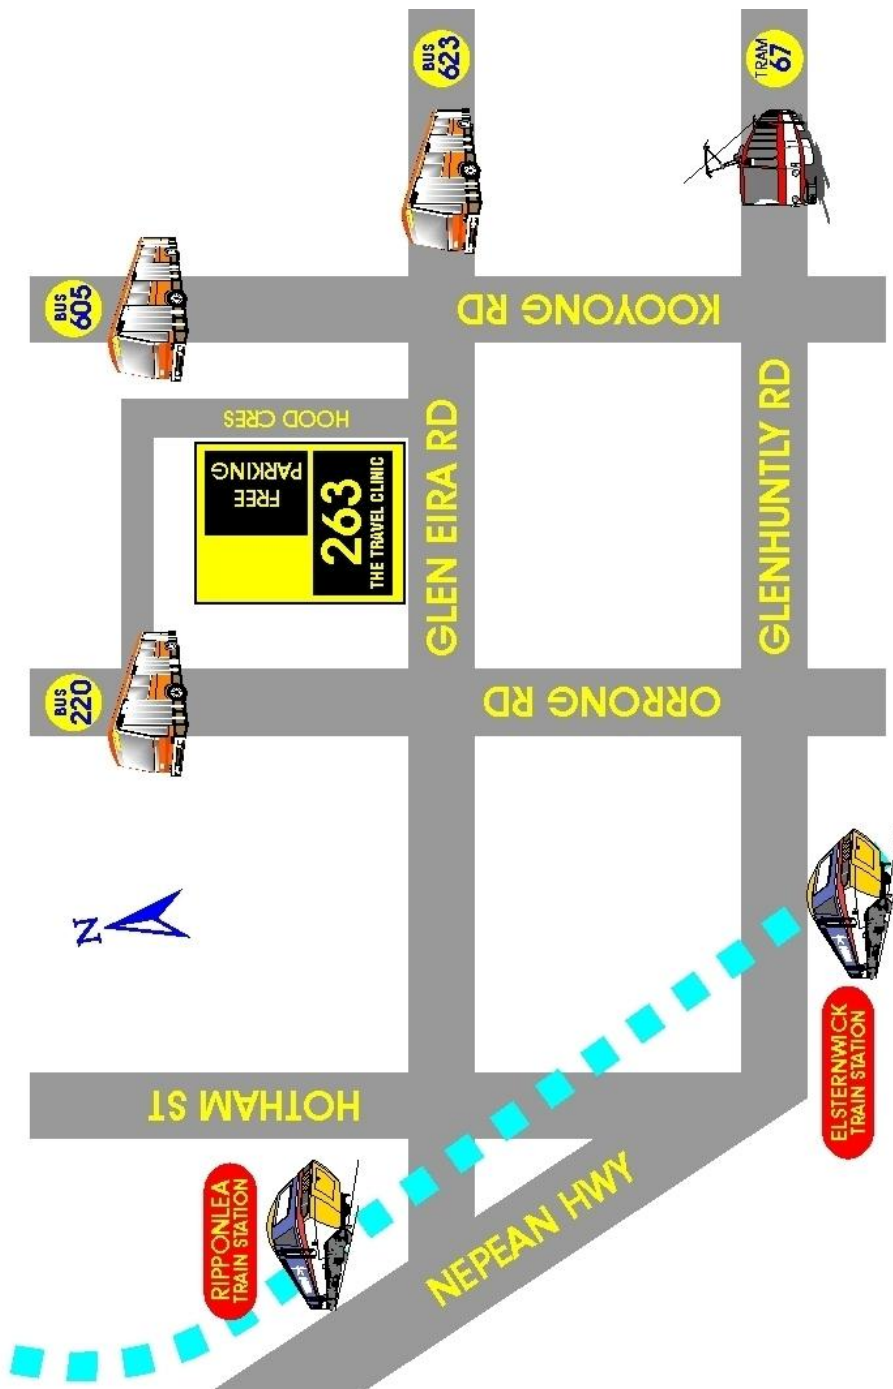 BUS
623
TRAM
67
BUS
605
KOOYONG RD
HOOD CRES
FREE
PARKING
263
THE TRAVEL CLINIC
GLEN EIRA RD
GLENHUNTLY RD
BUS
220
ORRONG RD
N
HOTHAM ST
ELSTERNWICK
TRAIN STATION
RIPPONLEA
TRAIN STATION
NEPEAN HWY